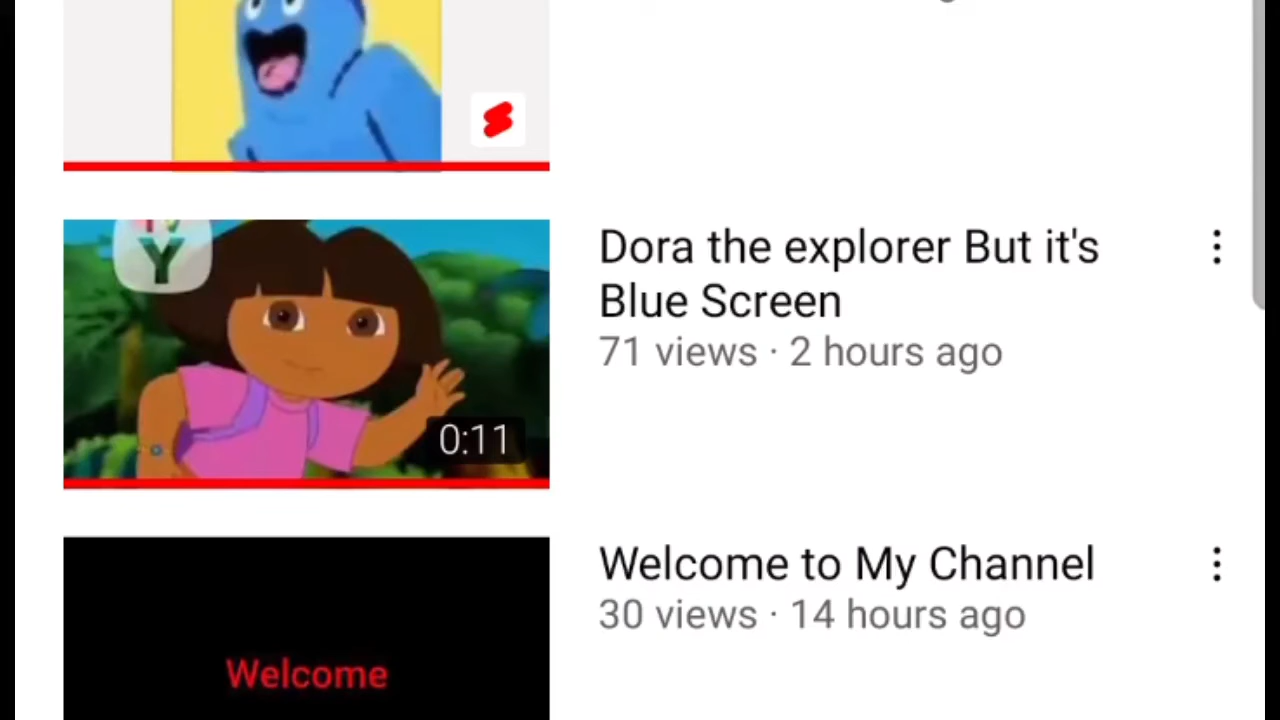 Y
Dora the explorer But it's
Blue Screen
71 views · 2 hours ago
0:11
Welcome to My Channel
30 views · 14 hours ago
Welcome